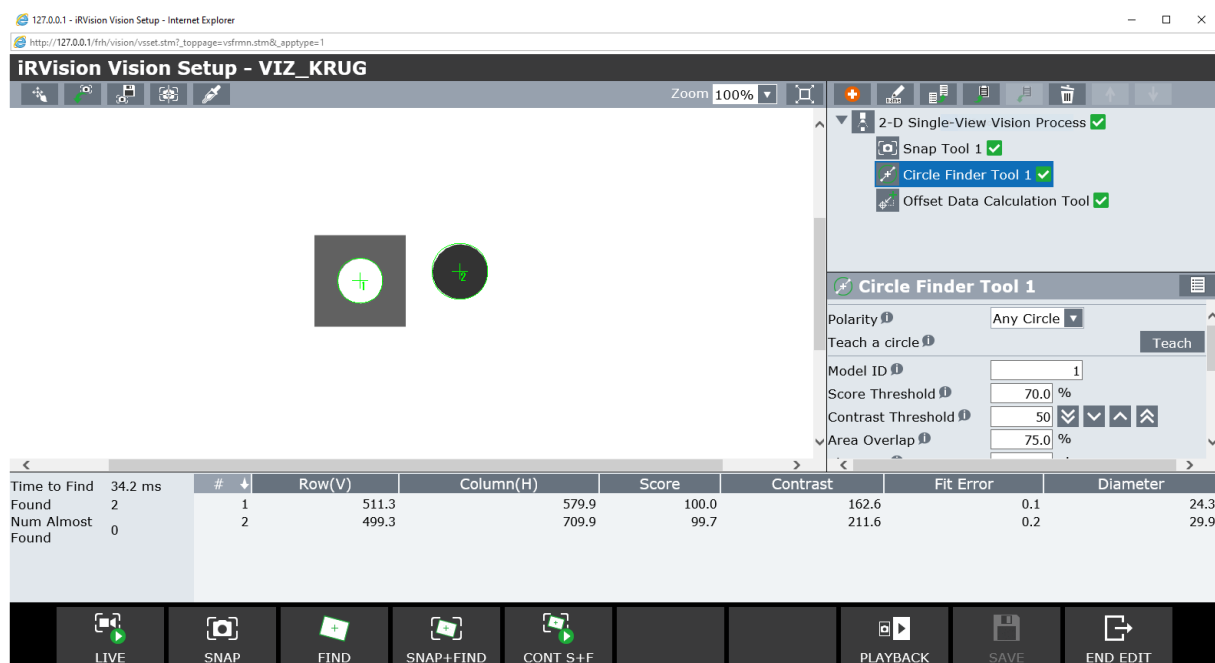 127.0.0.1 - iRVision Vision Setup - Internet Explorer
http://127.0.0.1/frh/vision/vsset.stm?_toppage=vsfrmn.stm&_apptype=1
iRVision Vision Setup - VIZ_KRUG
Zoom 100%
2-D Single-View Vision Process
Snap Tool 1
Circle Finder Tool 1
Offset Data Calculation Tool
1
2
Circle Finder Tool 1
Polarity Any Circle
Teach a circle Teach
Model ID 1
Score Threshold 70.0 %
Contrast Threshold 50
Area Overlap 75.0 %
Time to Find 34.2 ms
Found 2
Num Almost Found 0
# Row(V) Column(H) Score Contrast Fit Error Diameter
1 511.3 579.9 100.0 162.6 0.1 24.3
2 499.3 709.9 99.7 211.6 0.2 29.9
LIVE SNAP FIND SNAP+FIND CONT S+F PLAYBACK SAVE END EDIT